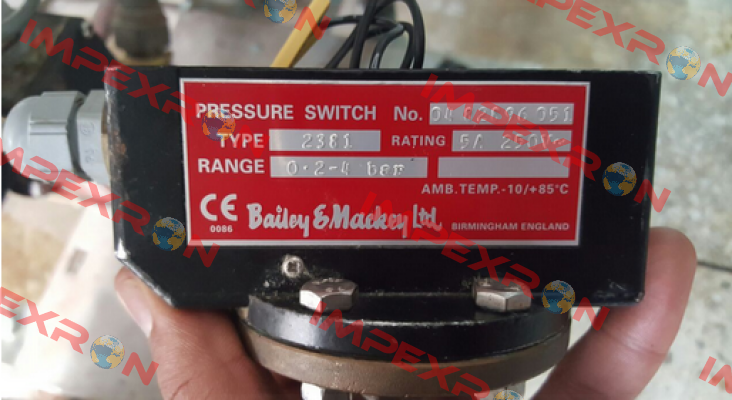 PRESSURE SWITCH No.
TYPE 2381 RATING 5A 250V
RANGE 0.2-4 bar
AMB.TEMP.-10/+85°C
CE Bailey & Mackey Ltd.
0086 BIRMINGHAM ENGLAND
IMPEXRON